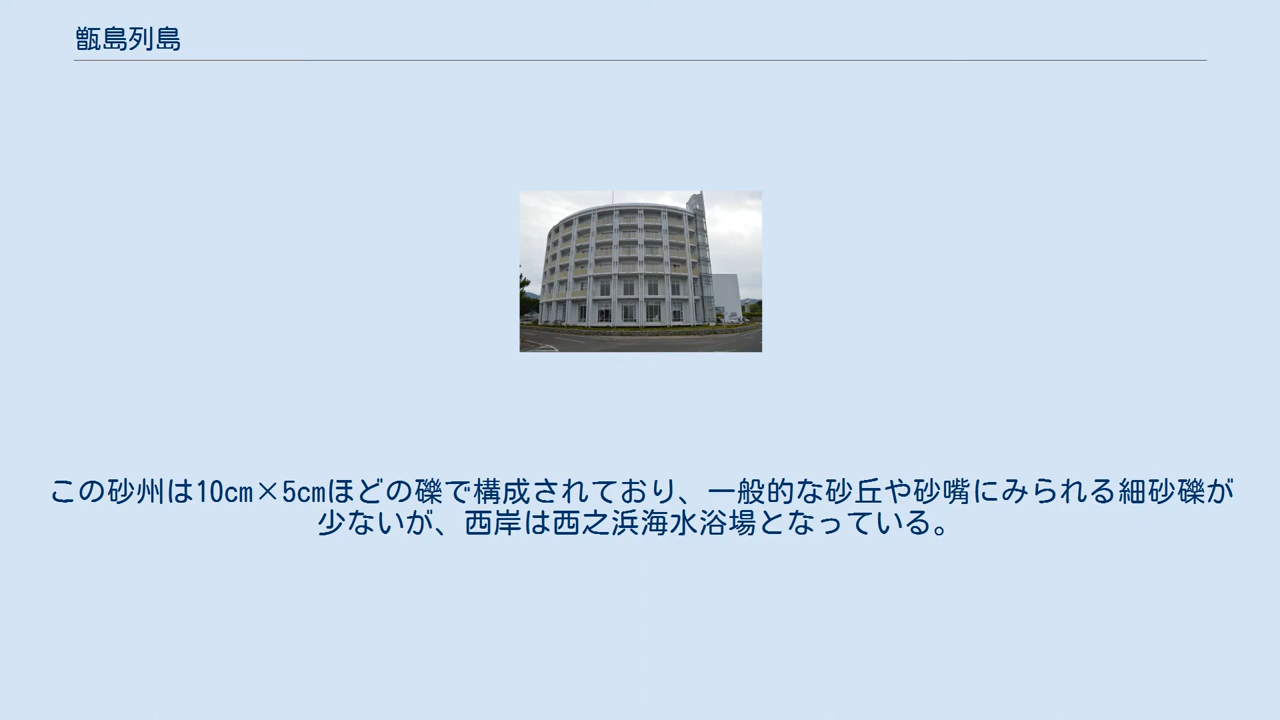 甑島列島
この砂州は10cm×5cmほどの礫で構成されており、一般的な砂丘や砂嘴にみられる細砂礫が
少ないが、西岸は西之浜海水浴場となっている。